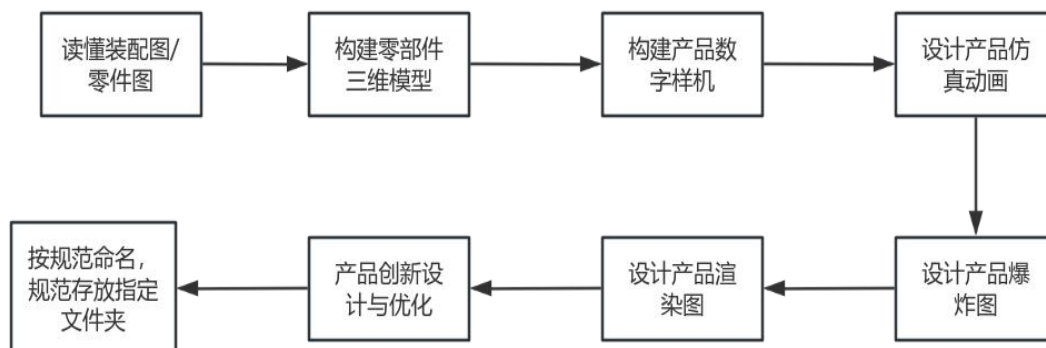 读懂装配图/
零件图
构建零部件
三维模型
构建产品数
字样机
设计产品仿
真动画
设计产品爆
炸图
设计产品渲
染图
产品创新设
计与优化
按规范命名，
规范存放指定
文件夹